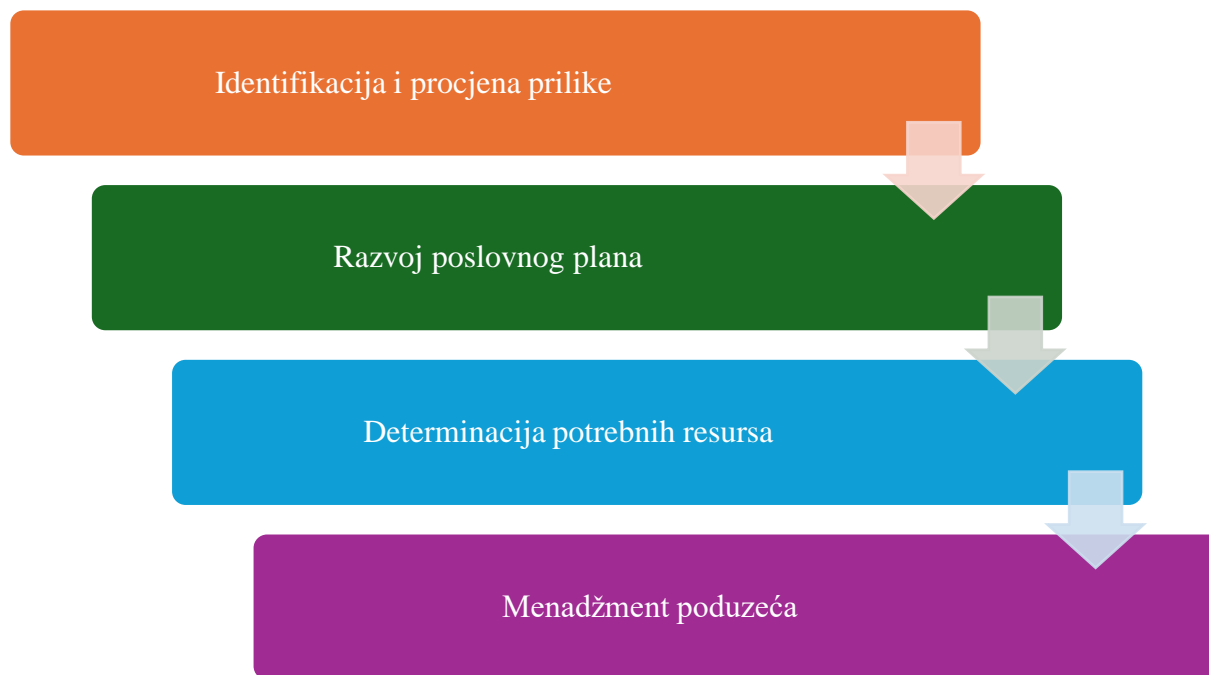 Identifikacija i procjena prilike
Razvoj poslovnog plana
Determinacija potrebnih resursa
Menadžment poduzeća